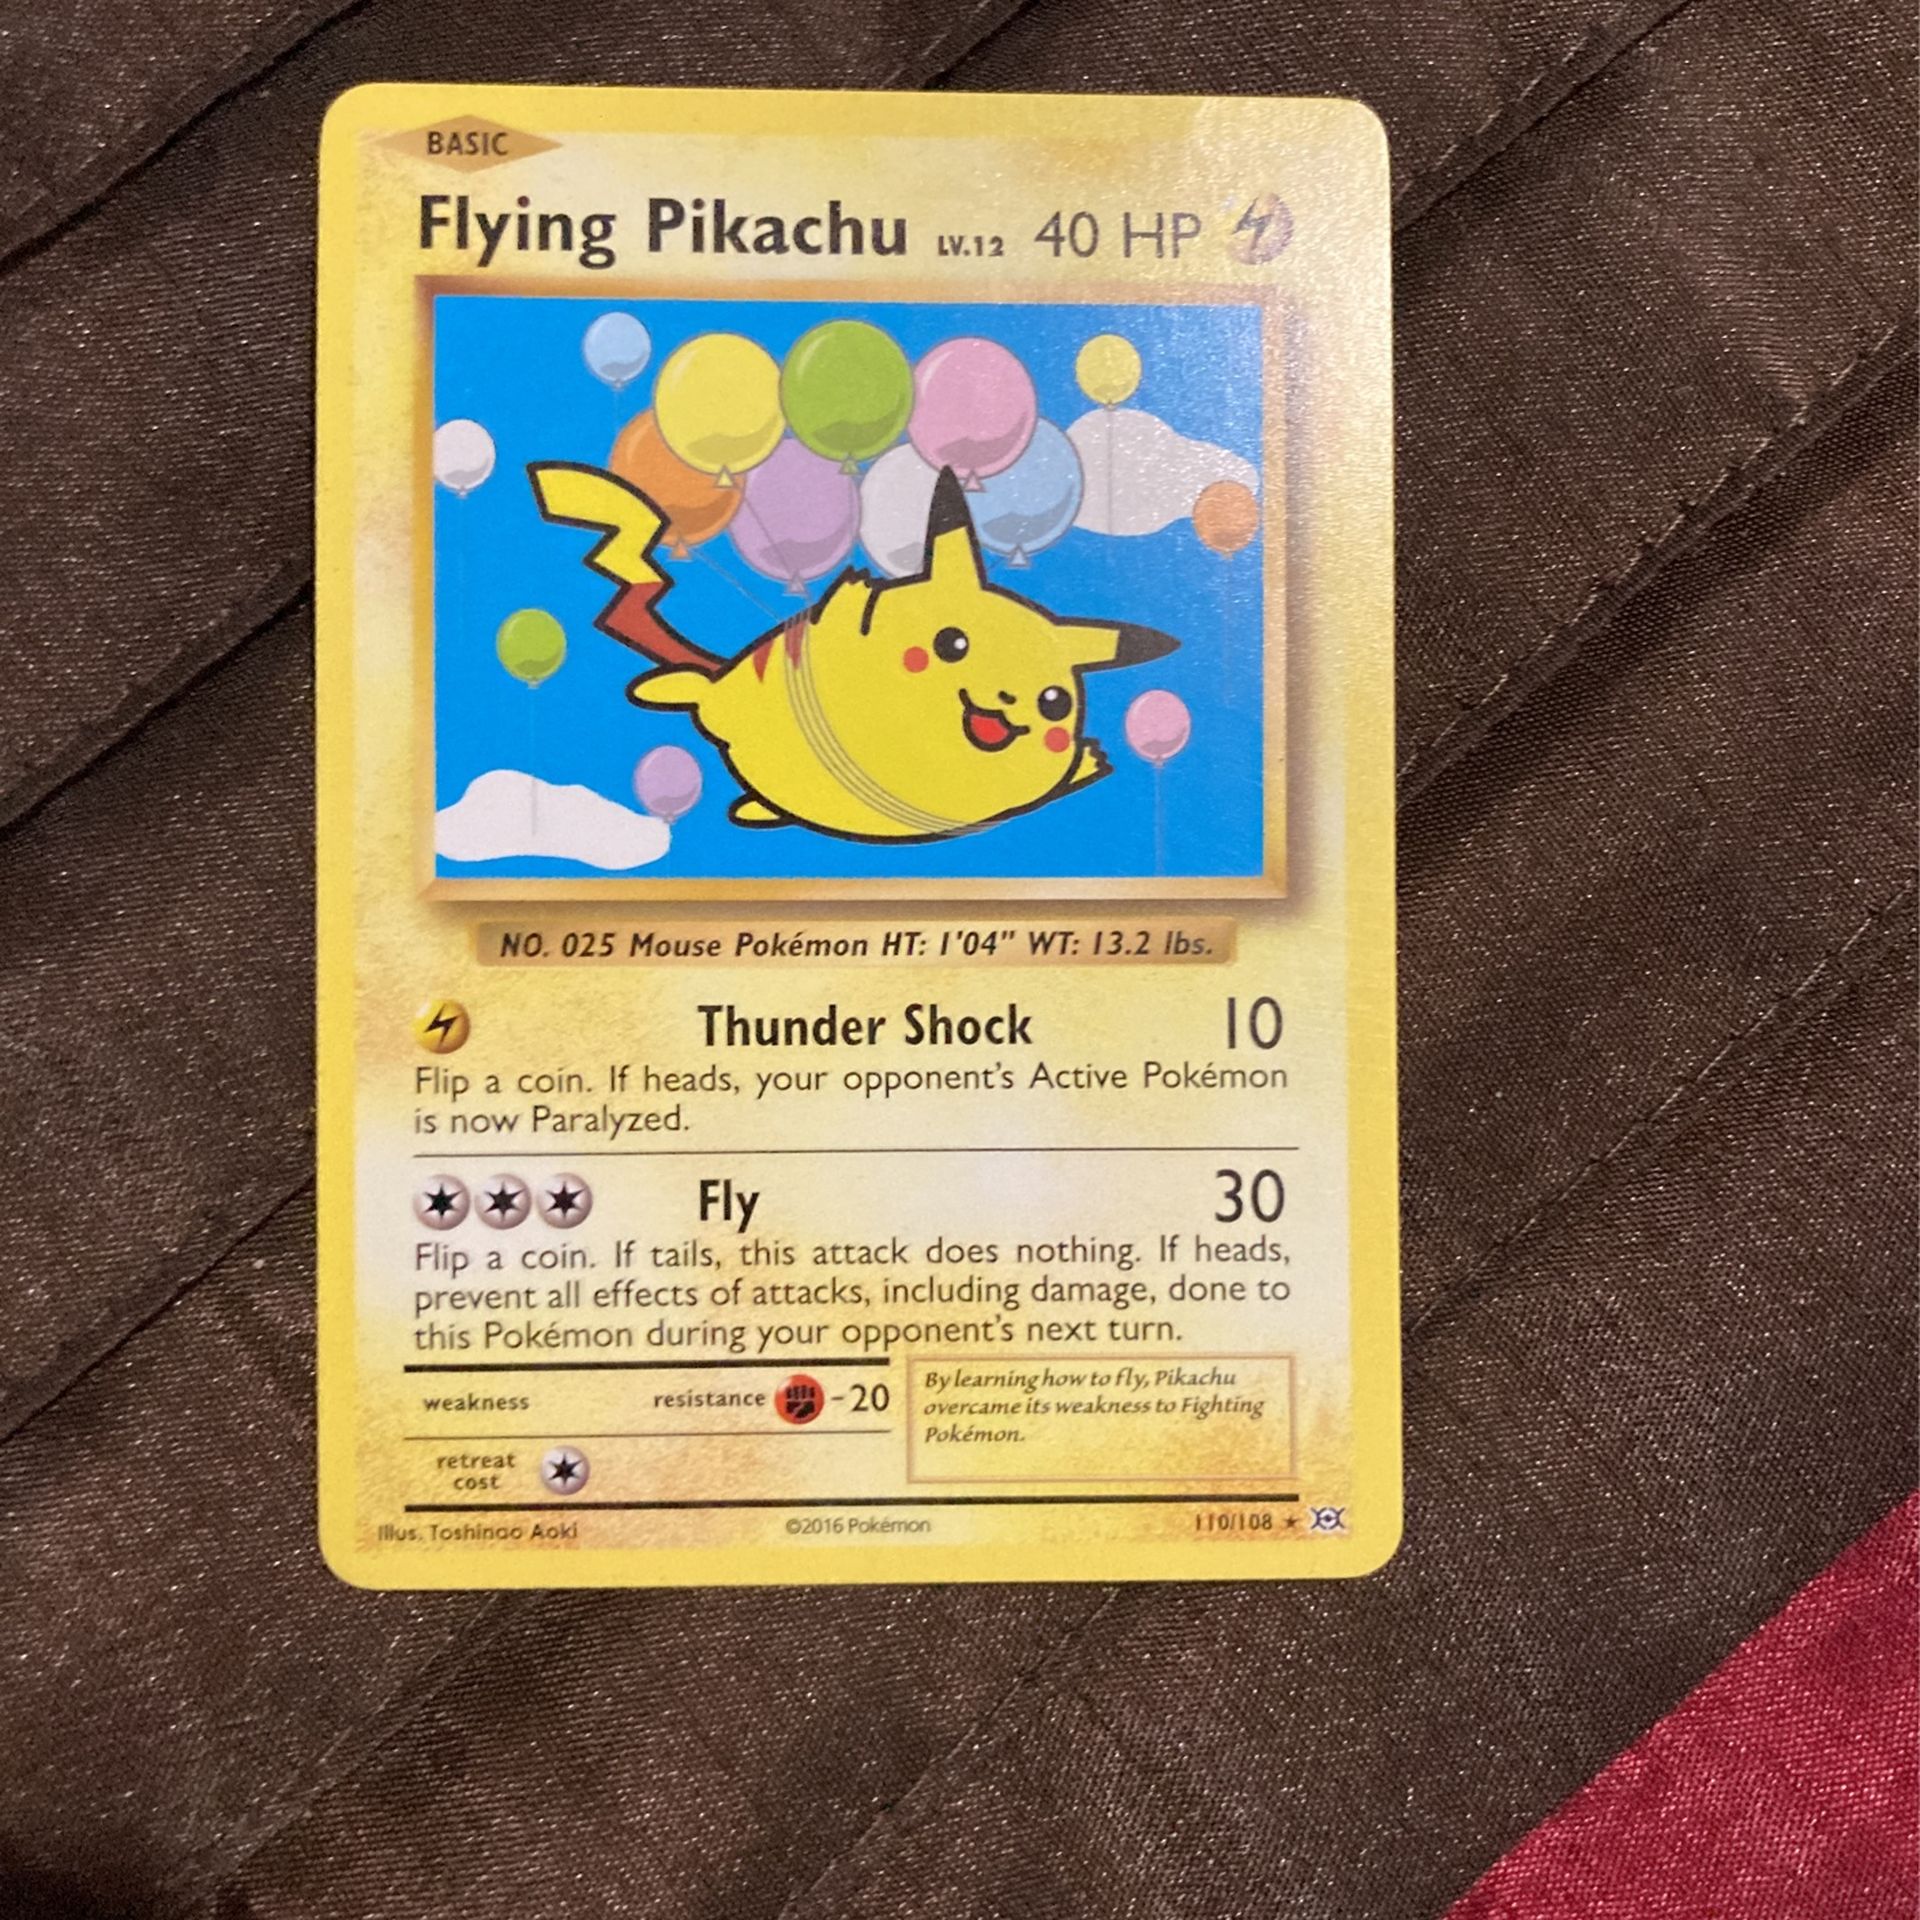 BASIC
Flying Pikachu LV.12 40 HP
NO. 025 Mouse Pokémon HT: 1'04" WT: 13.2 lbs.
Thunder Shock 10
Flip a coin. If heads, your opponent's Active Pokémon
is now Paralyzed.
Fly 30
Flip a coin. If tails, this attack does nothing. If heads,
prevent all effects of attacks, including damage, done to
this Pokémon during your opponent's next turn.
weakness resistance -20
By learning how to fly, Pikachu
overcame its weakness to Fighting
Pokémon.
retreat
cost
Illus. Toshinao Aoki ©2016 Pokémon 110/108 ★